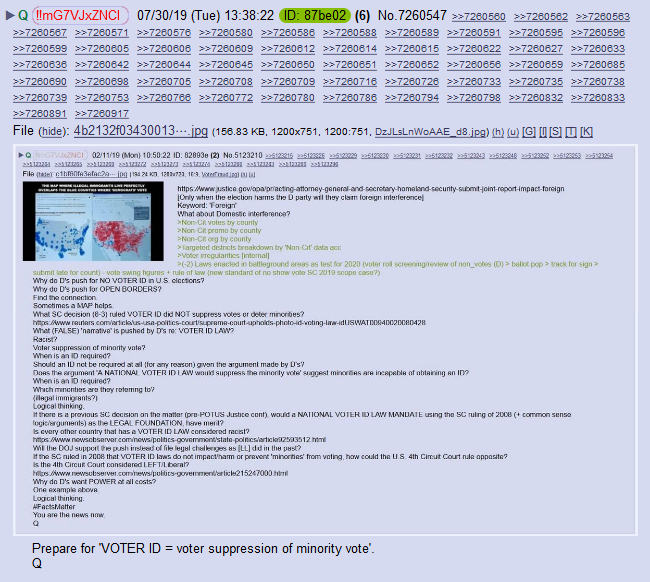 ▶Q !!mG7VJxZNCI 07/30/19 (Tue) 13:38:22 ID: 87be02 (6) No.7260547 >>7260560 >>7260562 >>7260563
>>7260567 >>7260571 >>7260576 >>7260580 >>7260586 >>7260588 >>7260589 >>7260591 >>7260595 >>7260596
>>7260599 >>7260605 >>7260606 >>7260609 >>7260612 >>7260614 >>7260615 >>7260622 >>7260627 >>7260633
>>7260636 >>7260642 >>7260644 >>7260645 >>7260650 >>7260651 >>7260652 >>7260656 >>7260659 >>7260685
>>7260690 >>7260698 >>7260705 >>7260708 >>7260709 >>7260716 >>7260726 >>7260733 >>7260735 >>7260738
>>7260739 >>7260753 >>7260766 >>7260772 >>7260780 >>7260786 >>7260794 >>7260798 >>7260832 >>7260833
>>7260891 >>7260917
File (hide): 4b2132f03430013⋯.jpg (156.83 KB, 1200x751, 1200:751, DzJLsLnWoAAE_d8.jpg) (h) (u) [G] [I] [S] [T] [K]
▶Q !!mG7VJxZNCI 02/11/19 (Mon) 10:50:22 ID: 82893e (2) No.5123210
File (hide): c1bf60fe3efac2a⋯.jpg (194.24 KB, 1280x720, 16:9, VoterFraud.jpg) (h) (u)
THE MAP WHERE ILLEGAL IMMIGRANTS LIVE PERFECTLY
OVERLAPS THE BLUE COUNTIES WHERE "DEMOCRATS" VOTE
https://www.justice.gov/opa/pr/acting-attorney-general-and-secretary-homeland-security-submit-joint-report-impact-foreign
[Only when the election harms the D party will they claim foreign interference]
Keyword: "Foreign"
What about Domestic interference?
>Non-Cit votes by county
>Non-Cit promo by county
>Non-Cit org by county
>Targeted districts breakdown by 'Non-Cit' data acc
>Voter irregularities [internal]
>(-2) Laws enacted in battleground areas as test for 2020 (voter roll screening/review of non_votes (D) > ballot pop > track for sign >
submit late for count) - vote swing figures + rule of law (new standard of no show vote SC 2019 scope case?)
Why do D's push for NO VOTER ID in U.S. elections?
Why do D's push for OPEN BORDERS?
Find the connection.
Sometimes a MAP helps.
What SC decision (6-3) ruled VOTER ID did NOT suppress votes or deter minorities?
https://www.reuters.com/article/us-use-politics-court/supreme-court-upholds-photo-id-voting-law-idUSWAT00940020080428
What (FALSE) 'narrative' is pushed by D's re: VOTER ID LAW?
Racist?
Voter suppression of minority vote?
When is an ID required?
Should an ID not be required at all (for any reason) given the argument made by D's?
Does the argument 'A NATIONAL VOTER ID LAW would suppress the minority vote' suggest minorities are incapable of obtaining an ID?
When is an ID required?
Which minorities are they referring to?
(illegal immigrants?)
Logical thinking.
If there is a previous SC decision on the matter (pre-POTUS Justice conf), would a NATIONAL VOTER ID LAW MANDATE using the SC ruling of 2008 (+ common sense
logic/arguments) as the LEGAL FOUNDATION, have merit?
Is every other country that has a VOTER ID LAW considered racist?
https://www.newsobserver.com/news/politics-government/state-politics/article92593512.html
Will the DOJ support the push instead of file legal challenges as [LL] did in the past?
If the SC ruled in 2008 that VOTER ID laws do not impact/harm or prevent 'minorities' from voting, how could the U.S. 4th Circuit Court rule opposite?
Is the 4th Circuit Court considered LEFT/Liberal?
https://www.newsobserver.com/news/politics-government/article215247000.html
Why do D's want POWER at all costs?
One example above.
Logical thinking.
#FactsMatter
You are the news now.
Q
Prepare for 'VOTER ID = voter suppression of minority vote'.
Q